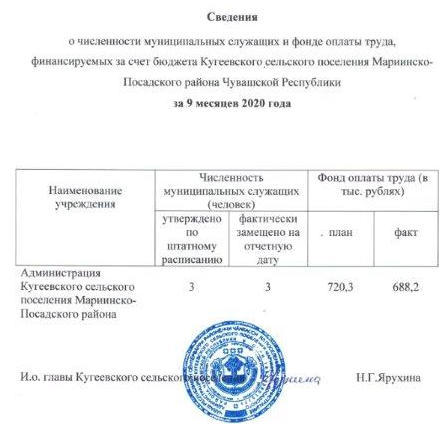 Сведения
о численности муниципальных служащих и фонде оплаты труда,
финансируемых за счет бюджета Кугеевского сельского поселения Мариинско-
Посадского района Чувашской Республики
за 9 месяцев 2020 года
Наименование учреждения
Численность муниципальных служащих (человек)
Фонд оплаты труда (в тыс. рублях)
утверждено по штатному расписанию
фактически замещено на отчетную дату
план
факт
Администрация
Кугеевского сельского
поселения Мариинско-
Посадского района
3 3 720,3 688,2
И.о. главы Кугеевского сельского поселения Н.Г.Ярухина